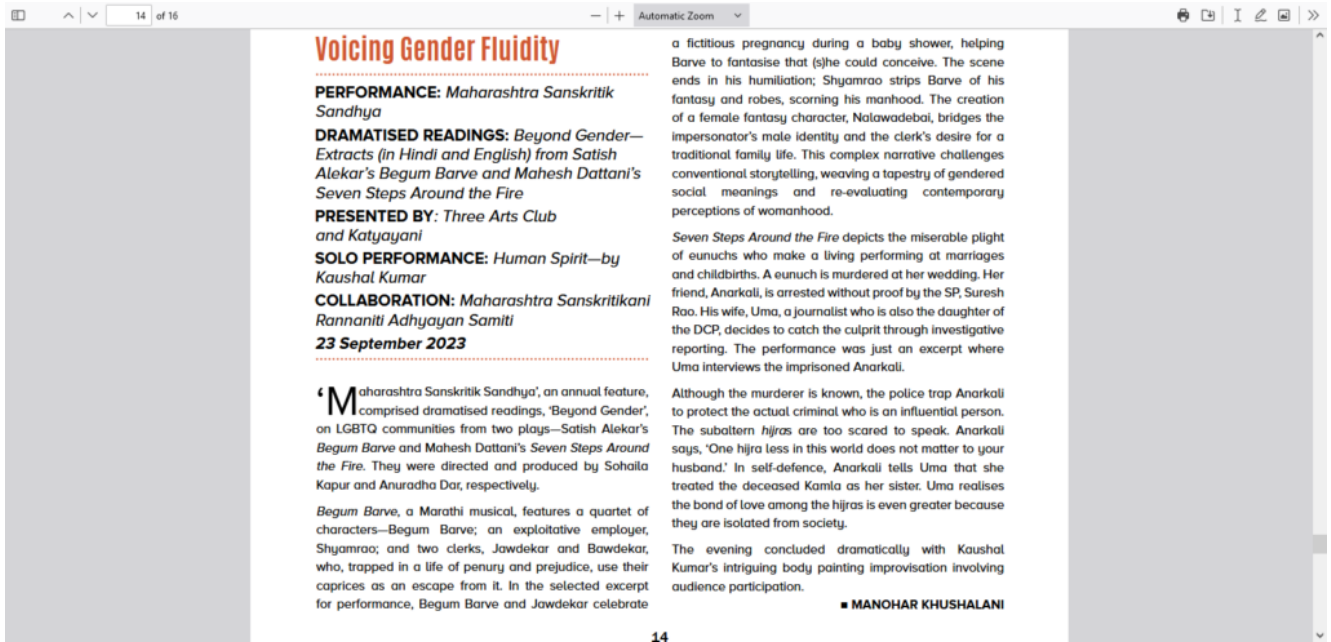 14 of 16
Automatic Zoom
Voicing Gender Fluidity
PERFORMANCE: Maharashtra Sanskritik
Sandhya
DRAMATISED READINGS: Beyond Gender—
Extracts (in Hindi and English) from Satish
Alekar's Begum Barve and Mahesh Dattani's
Seven Steps Around the Fire
PRESENTED BY: Three Arts Club
and Katyayani
SOLO PERFORMANCE: Human Spirit—by
Kaushal Kumar
COLLABORATION: Maharashtra Sanskritikani
Rannaniti Adhyayan Samiti
23 September 2023
'Maharashtra Sanskritik Sandhya', an annual feature,
comprised dramatised readings, 'Beyond Gender',
on LGBTQ communities from two plays—Satish Alekar's
Begum Barve and Mahesh Dattani's Seven Steps Around
the Fire. They were directed and produced by Sohaila
Kapur and Anuradha Dar, respectively.
Begum Barve, a Marathi musical, features a quartet of
characters—Begum Barve; an exploitative employer,
Shyamrao; and two clerks, Jawdekar and Bawdekar,
who, trapped in a life of penury and prejudice, use their
caprices as an escape from it. In the selected excerpt
for performance, Begum Barve and Jawdekar celebrate
a fictitious pregnancy during a baby shower, helping
Barve to fantasise that (s)he could conceive. The scene
ends in his humiliation; Shyamrao strips Barve of his
fantasy and robes, scorning his manhood. The creation
of a female fantasy character, Nalawadebai, bridges the
impersonator's male identity and the clerk's desire for a
traditional family life. This complex narrative challenges
conventional storytelling, weaving a tapestry of gendered
social meanings and re-evaluating contemporary
perceptions of womanhood.
Seven Steps Around the Fire depicts the miserable plight
of eunuchs who make a living performing at marriages
and childbirths. A eunuch is murdered at her wedding. Her
friend, Anarkali, is arrested without proof by the SP, Suresh
Rao. His wife, Uma, a journalist who is also the daughter of
the DCP, decides to catch the culprit through investigative
reporting. The performance was just an excerpt where
Uma interviews the imprisoned Anarkali.
Although the murderer is known, the police trap Anarkali
to protect the actual criminal who is an influential person.
The subaltern hijras are too scared to speak. Anarkali
says, 'One hijra less in this world does not matter to your
husband.' In self-defence, Anarkali tells Uma that she
treated the deceased Kamla as her sister. Uma realises
the bond of love among the hijras is even greater because
they are isolated from society.
The evening concluded dramatically with Kaushal
Kumar's intriguing body painting improvisation involving
audience participation.
■ MANOHAR KHUSHALANI
14